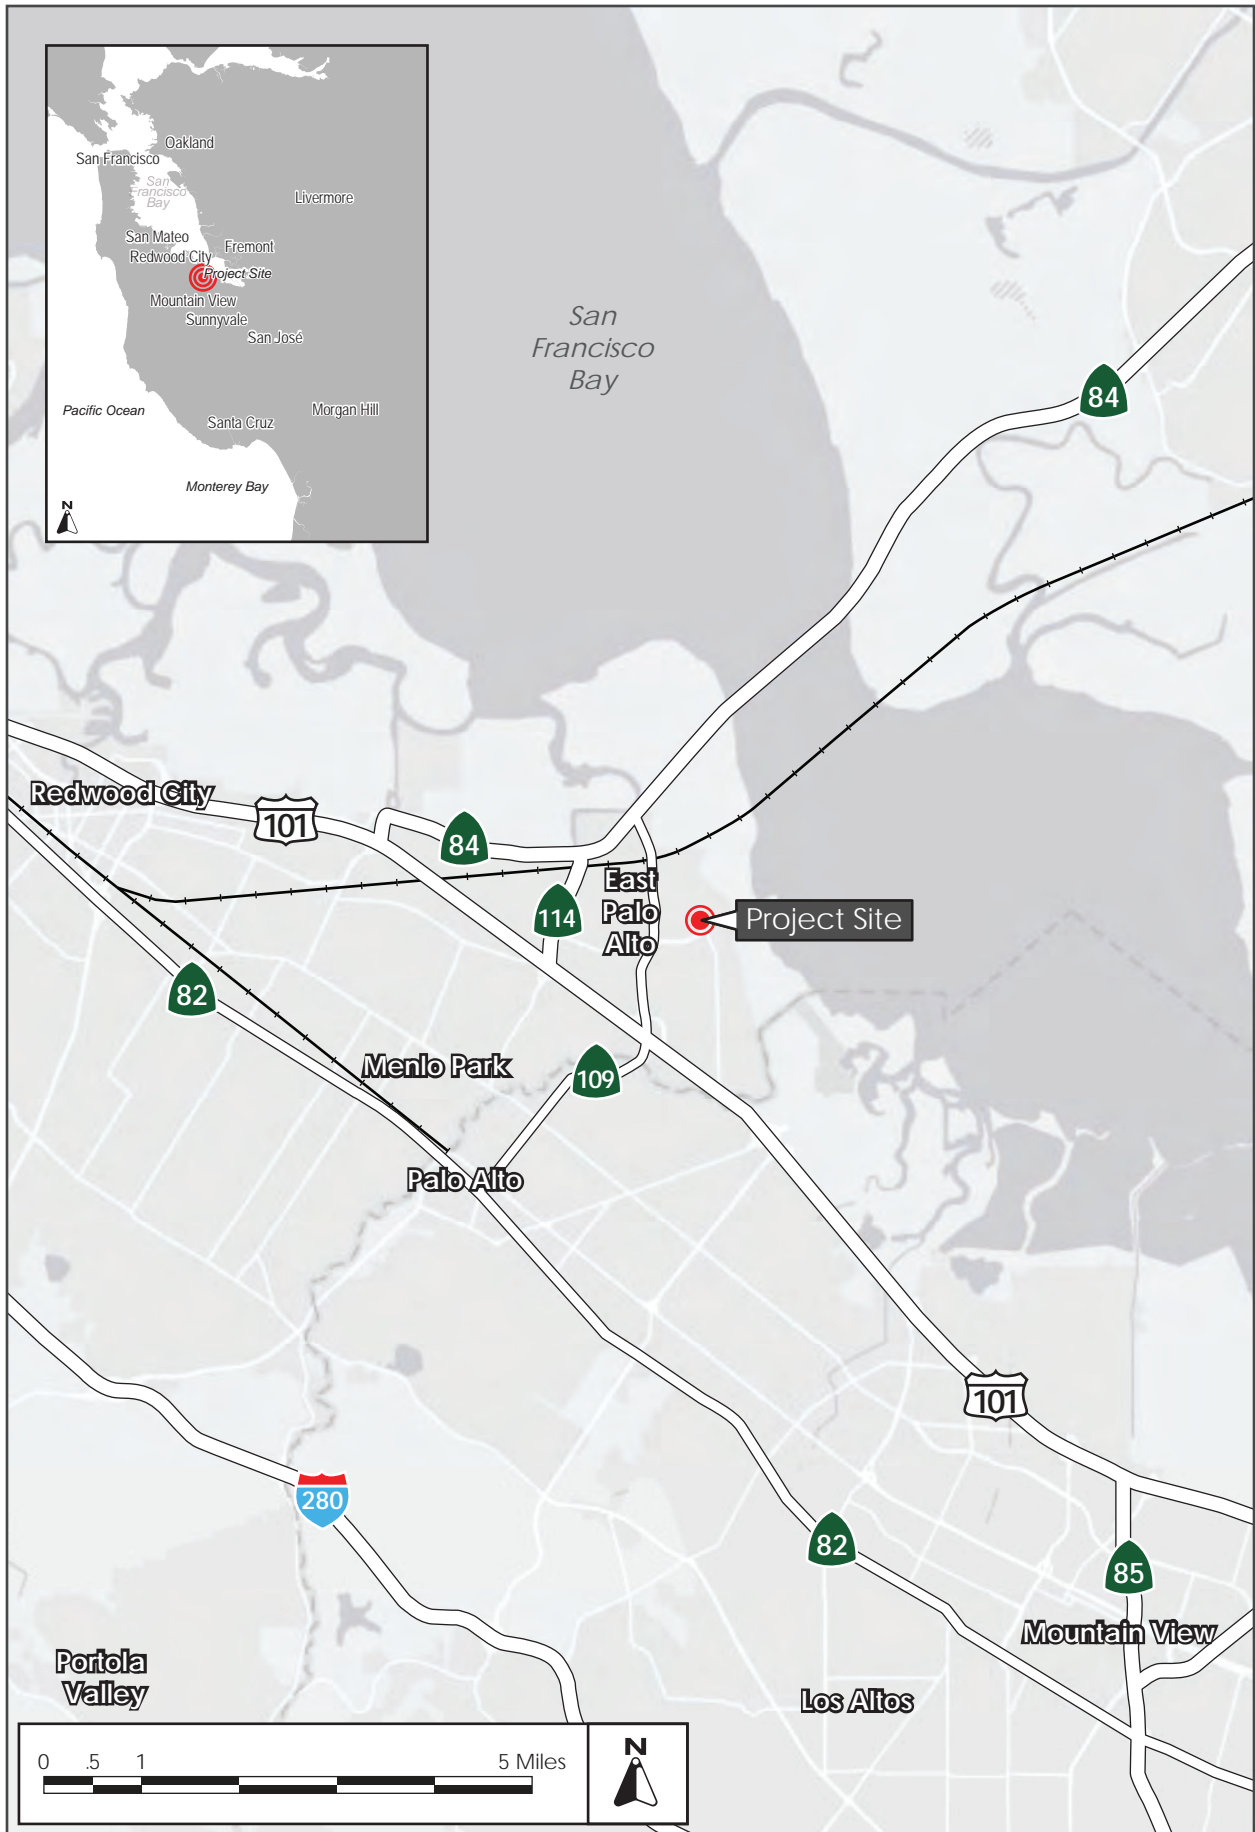 Oakland
San Francisco
San
Francisco
Bay
Livermore
San Mateo
Fremont
Redwood City
Project Site
Mountain View
Sunnyvale
San José
Pacific Ocean
Morgan Hill
Santa Cruz
Monterey Bay
N
San
Francisco
Bay
84
Redwood City
101
84
East
Palo
Alto
114
Project Site
82
Menlo Park
109
Palo Alto
101
280
82
85
Mountain View
Portola
Valley
Los Altos
0 .5 1 5 Miles
N